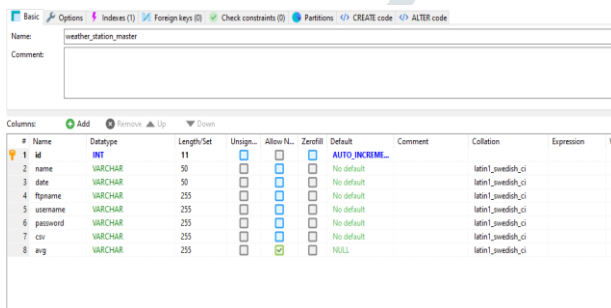 Basic Options Indexes (1) Foreign keys (0) Check constraints (0) Partitions </> CREATE code </> ALTER code
Name: weather_station_master
Comment:
Columns: Add Remove Up Down
# Name Datatype Length/Set Unsign... Allow N... Zerofill Default Comment Collation Expression
1 id INT 11 AUTO_INCREME...
2 name VARCHAR 50 No default latin1_swedish_ci
3 date VARCHAR 50 No default latin1_swedish_ci
4 ftpname VARCHAR 255 No default latin1_swedish_ci
5 username VARCHAR 255 No default latin1_swedish_ci
6 password VARCHAR 255 No default latin1_swedish_ci
7 csv VARCHAR 255 No default latin1_swedish_ci
8 avg VARCHAR 255 NULL latin1_swedish_ci